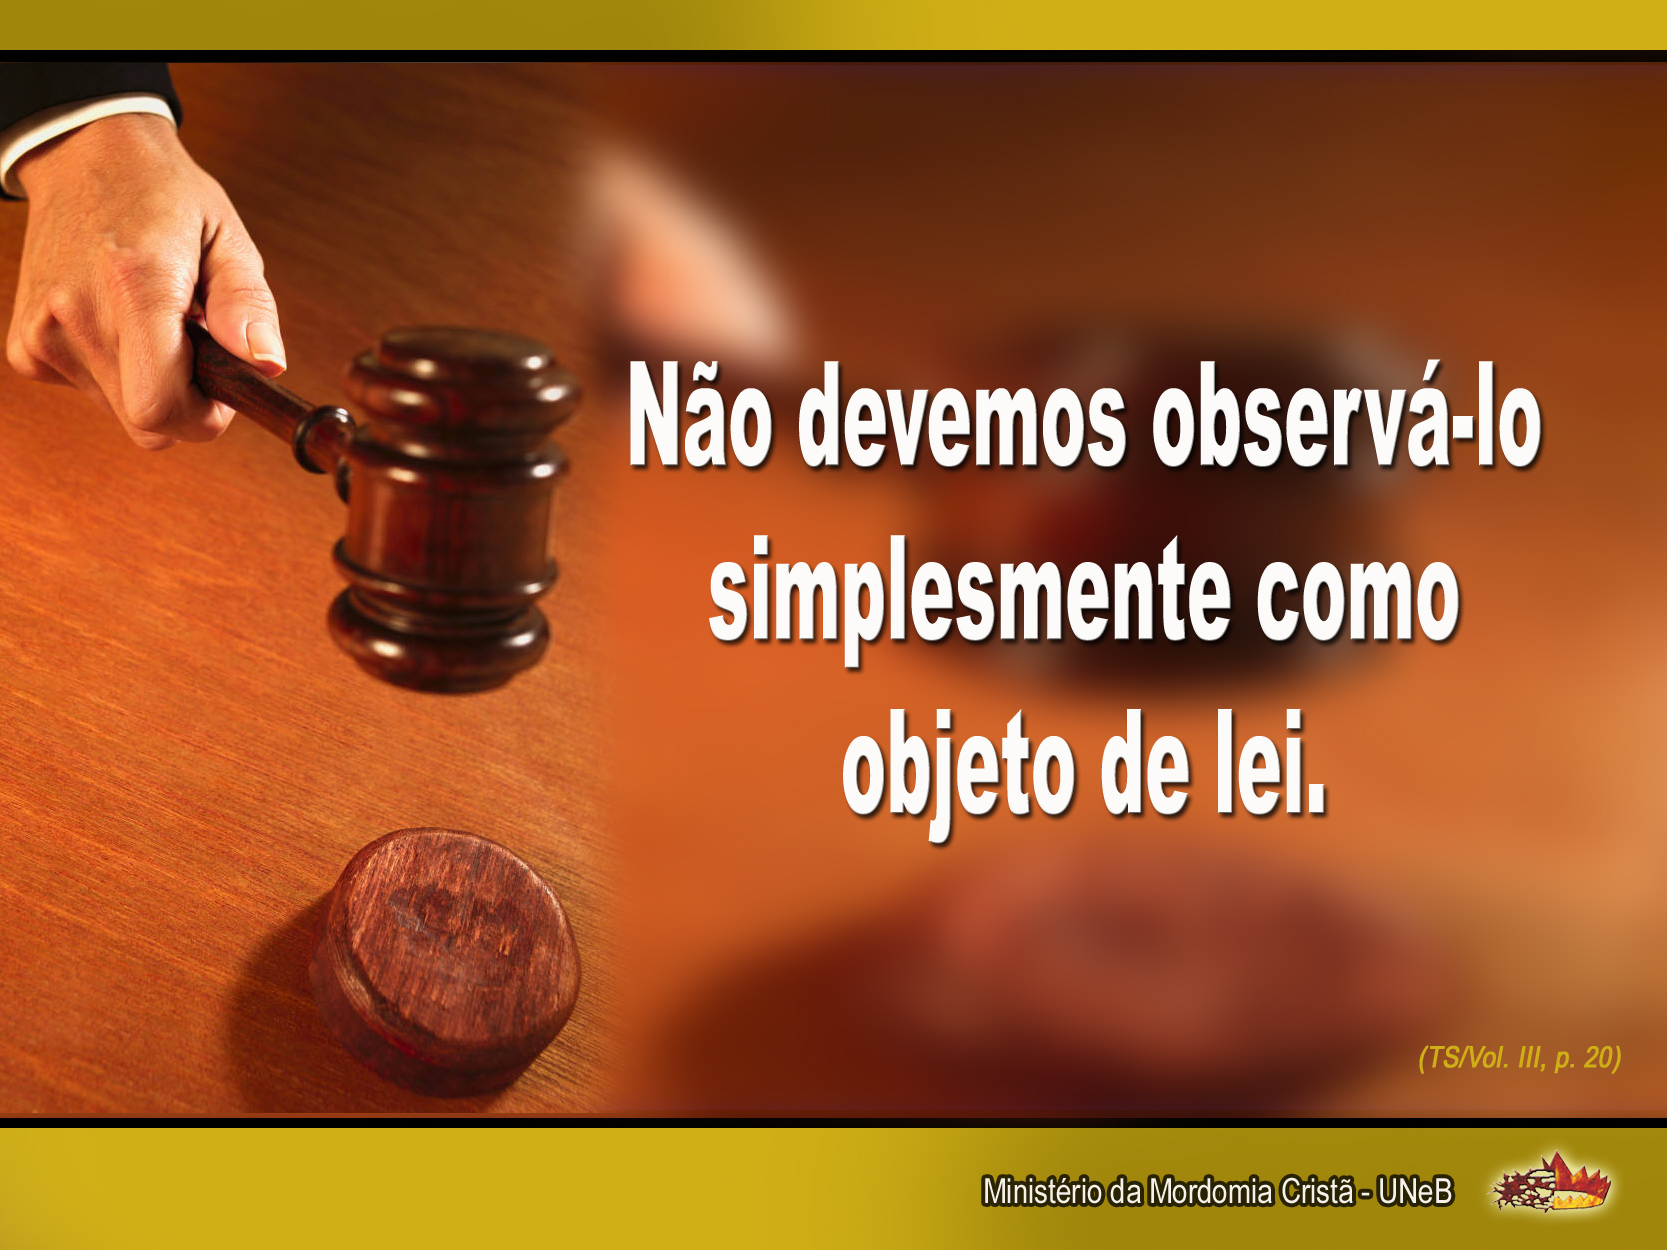 Não devemos observá-lo
simplesmente como
objeto de lei.
(TS/Vol. III, p. 20)
Ministério da Mordomia Cristã - UNeB